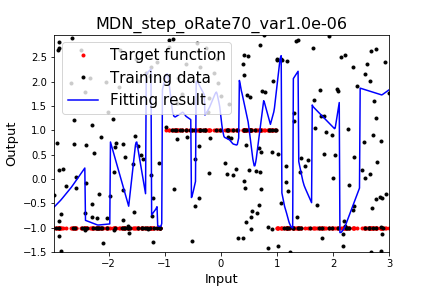 MDN_step_oRate70_var1.0e-06
Target function
Training data
Fitting result
Output
2.5
2.0
1.5
1.0
0.5
0.0
−0.5
−1.0
−1.5
−2
−1
0
1
2
3
Input